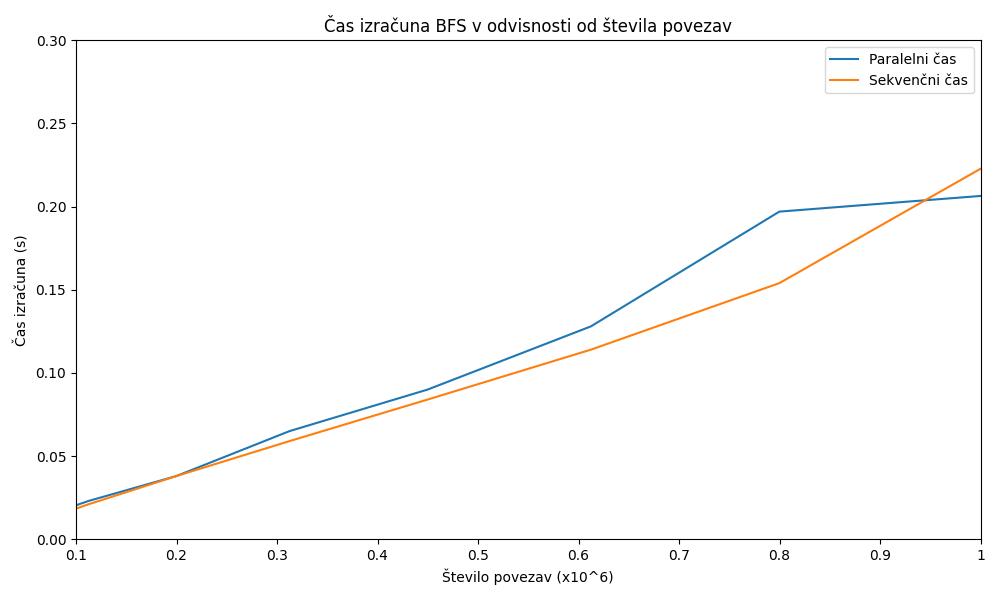 Čas izračuna BFS v odvisnosti od števila povezav
0.30
0.25
0.20
0.15
0.10
0.05
0.00
Čas izračuna (s)
Paralelni čas
Sekvenčni čas
0.1 0.2 0.3 0.4 0.5 0.6 0.7 0.8 0.9 1
Število povezav (x10^6)